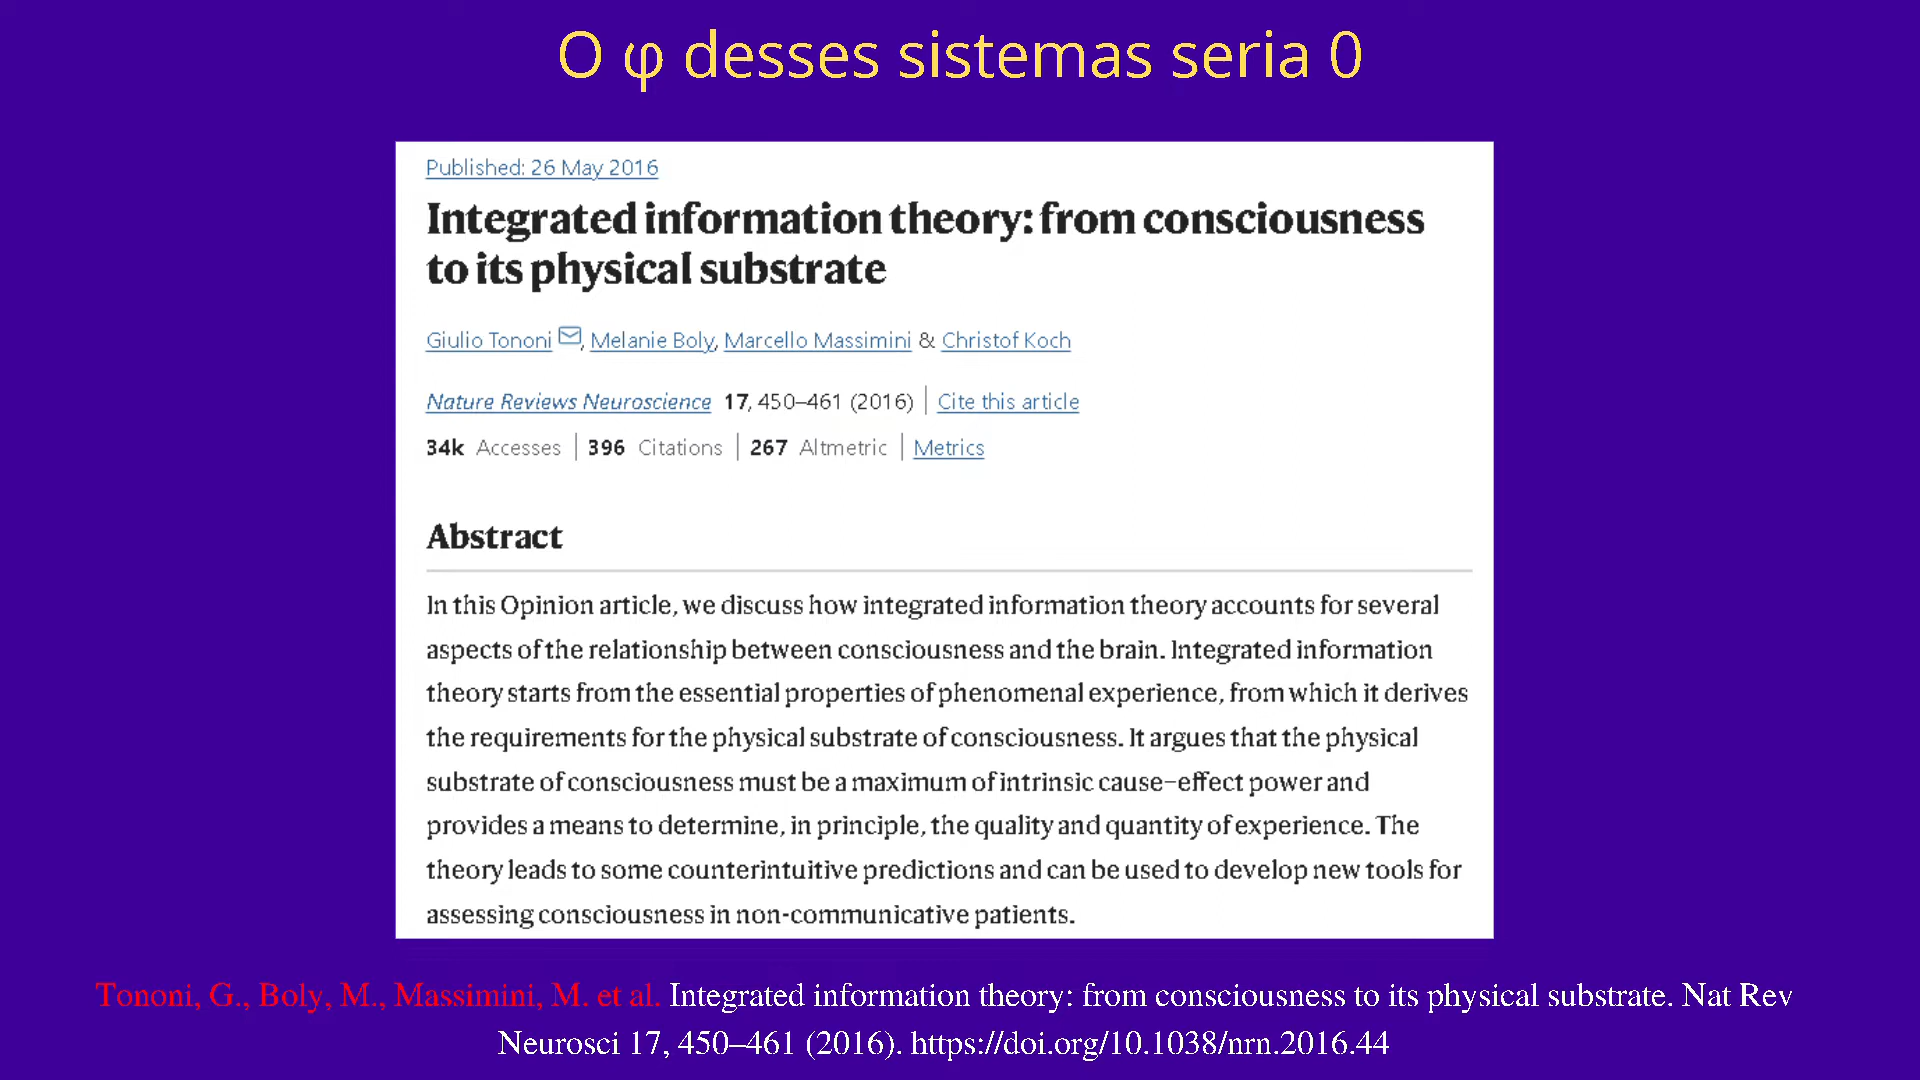 O φ desses sistemas seria 0
Published: 26 May 2016
Integrated information theory: from consciousness
to its physical substrate
Giulio Tononi, Melanie Boly, Marcello Massimini & Christof Koch
Nature Reviews Neuroscience 17, 450–461 (2016) | Cite this article
34k Accesses | 396 Citations | 267 Altmetric | Metrics
Abstract
In this Opinion article, we discuss how integrated information theory accounts for several
aspects of the relationship between consciousness and the brain. Integrated information
theory starts from the essential properties of phenomenal experience, from which it derives
the requirements for the physical substrate of consciousness. It argues that the physical
substrate of consciousness must be a maximum of intrinsic cause–effect power and
provides a means to determine, in principle, the quality and quantity of experience. The
theory leads to some counterintuitive predictions and can be used to develop new tools for
assessing consciousness in non-communicative patients.
Tononi, G., Boly, M., Massimini, M. et al. Integrated information theory: from consciousness to its physical substrate. Nat Rev
Neurosci 17, 450–461 (2016). https://doi.org/10.1038/nrn.2016.44